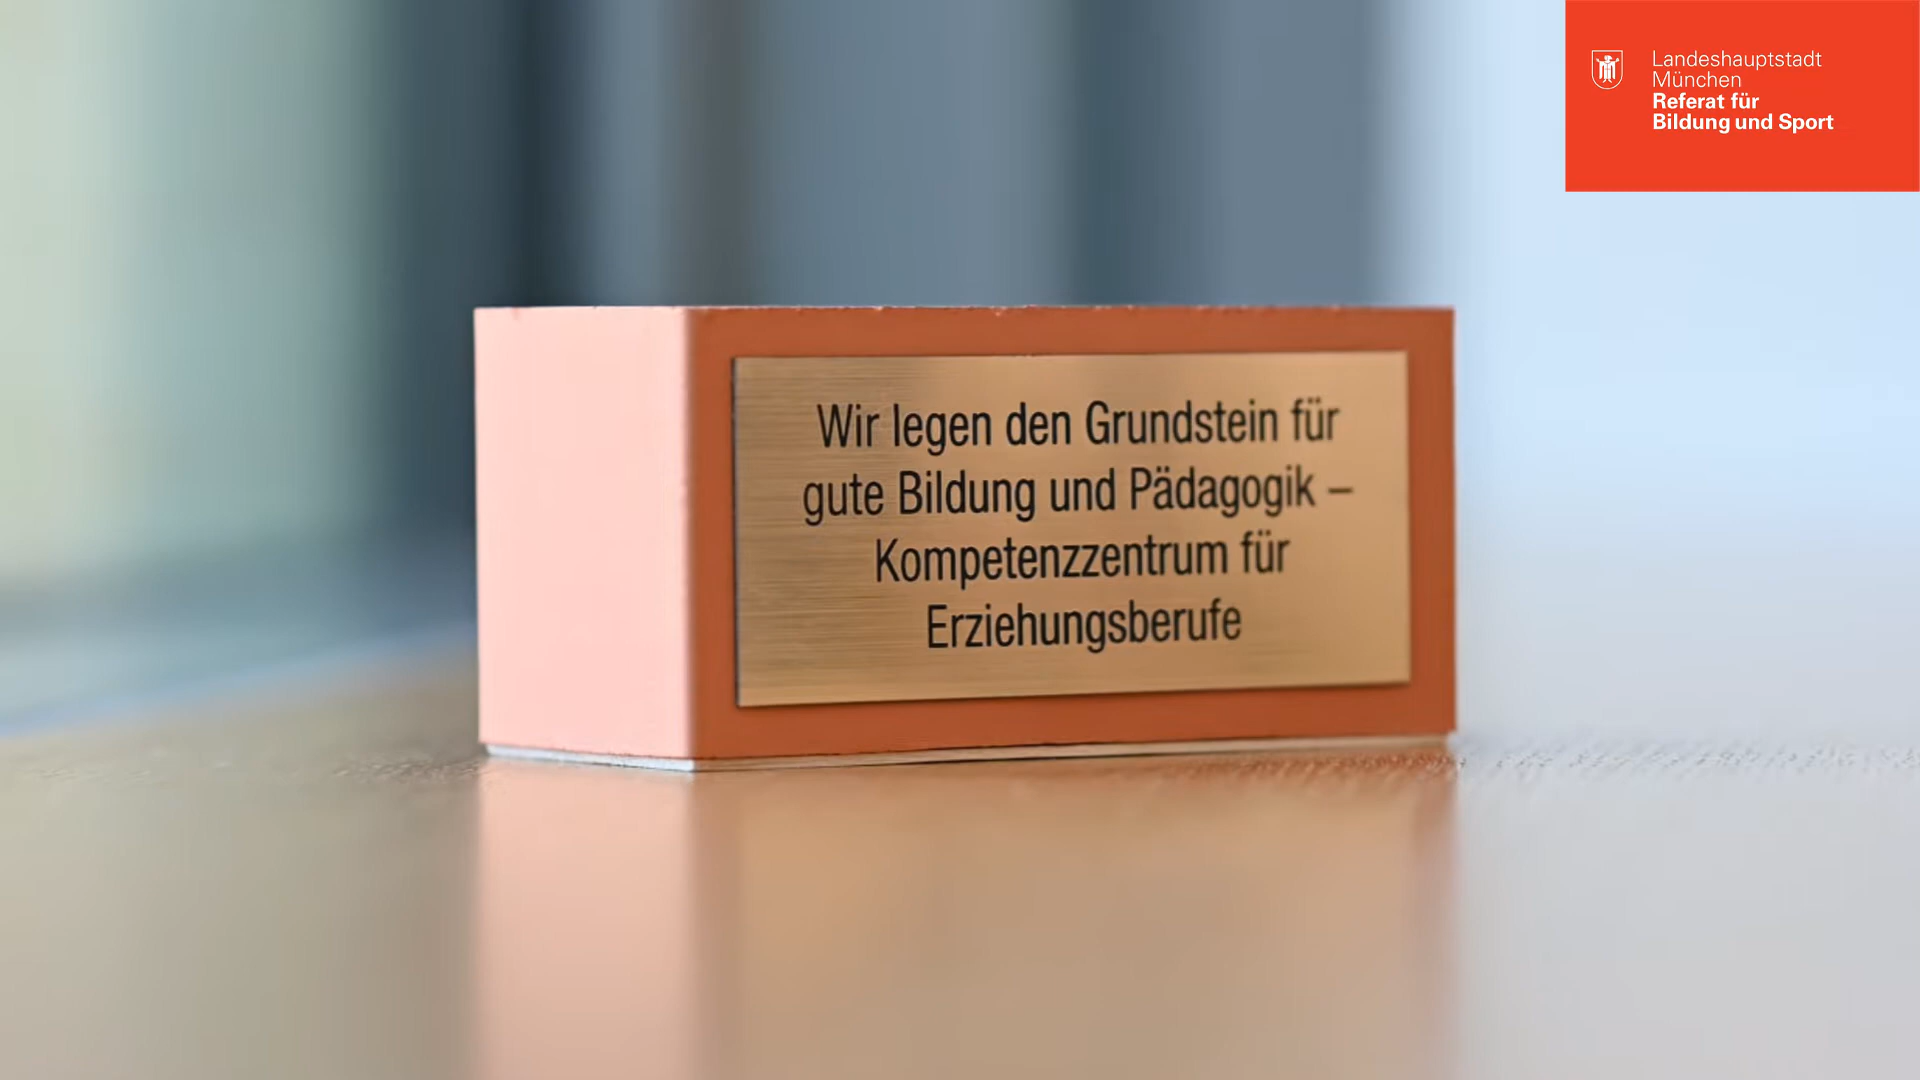 Landeshauptstadt
München
Referat für
Bildung und Sport
Wir legen den Grundstein für
gute Bildung und Pädagogik –
Kompetenzzentrum für
Erziehungsberufe